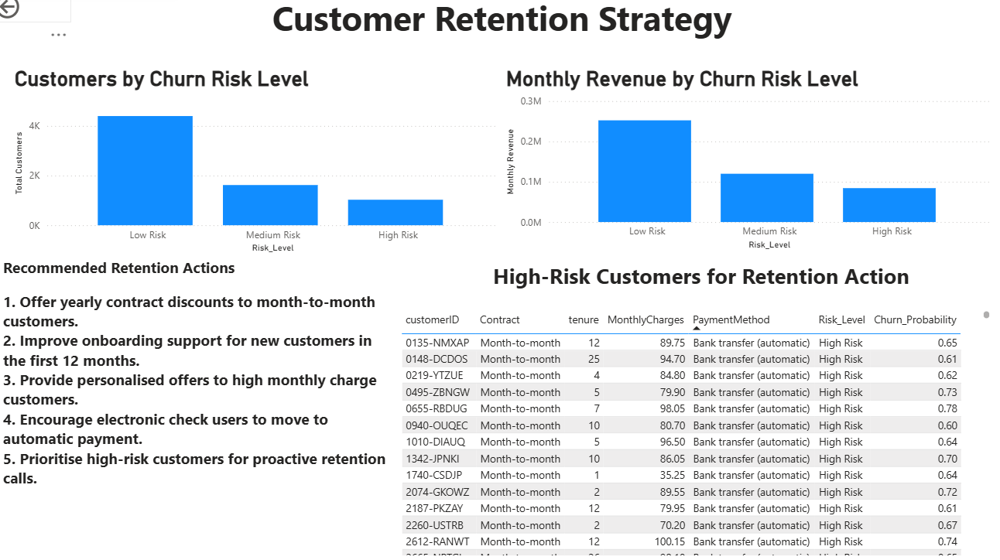 Customer Retention Strategy
Customers by Churn Risk Level
4K
2K
0K
Total Customers
Low Risk Medium Risk High Risk
Risk_Level
Monthly Revenue by Churn Risk Level
0.3M
0.2M
0.1M
0.0M
Monthly Revenue
Low Risk Medium Risk High Risk
Risk_Level
Recommended Retention Actions
1. Offer yearly contract discounts to month-to-month
customers.
2. Improve onboarding support for new customers in
the first 12 months.
3. Provide personalised offers to high monthly charge
customers.
4. Encourage electronic check users to move to
automatic payment.
5. Prioritise high-risk customers for proactive retention
calls.
High-Risk Customers for Retention Action
customerID Contract tenure MonthlyCharges PaymentMethod Risk_Level Churn_Probability
0135-NMXAP Month-to-month 12 89.75 Bank transfer (automatic) High Risk 0.65
0148-DCDOS Month-to-month 25 94.70 Bank transfer (automatic) High Risk 0.61
0219-YTZUE Month-to-month 4 84.80 Bank transfer (automatic) High Risk 0.62
0495-ZBNGW Month-to-month 5 79.90 Bank transfer (automatic) High Risk 0.73
0655-RBDUG Month-to-month 7 98.05 Bank transfer (automatic) High Risk 0.78
0940-OUQEC Month-to-month 10 80.70 Bank transfer (automatic) High Risk 0.60
1010-DIAUQ Month-to-month 5 96.50 Bank transfer (automatic) High Risk 0.64
1342-JPNKI Month-to-month 10 86.05 Bank transfer (automatic) High Risk 0.70
1740-CSDJP Month-to-month 1 35.25 Bank transfer (automatic) High Risk 0.64
2074-GKOWZ Month-to-month 2 89.55 Bank transfer (automatic) High Risk 0.72
2187-PKZAY Month-to-month 12 79.95 Bank transfer (automatic) High Risk 0.61
2260-USTRB Month-to-month 2 70.20 Bank transfer (automatic) High Risk 0.67
2612-RANWT Month-to-month 12 100.15 Bank transfer (automatic) High Risk 0.74